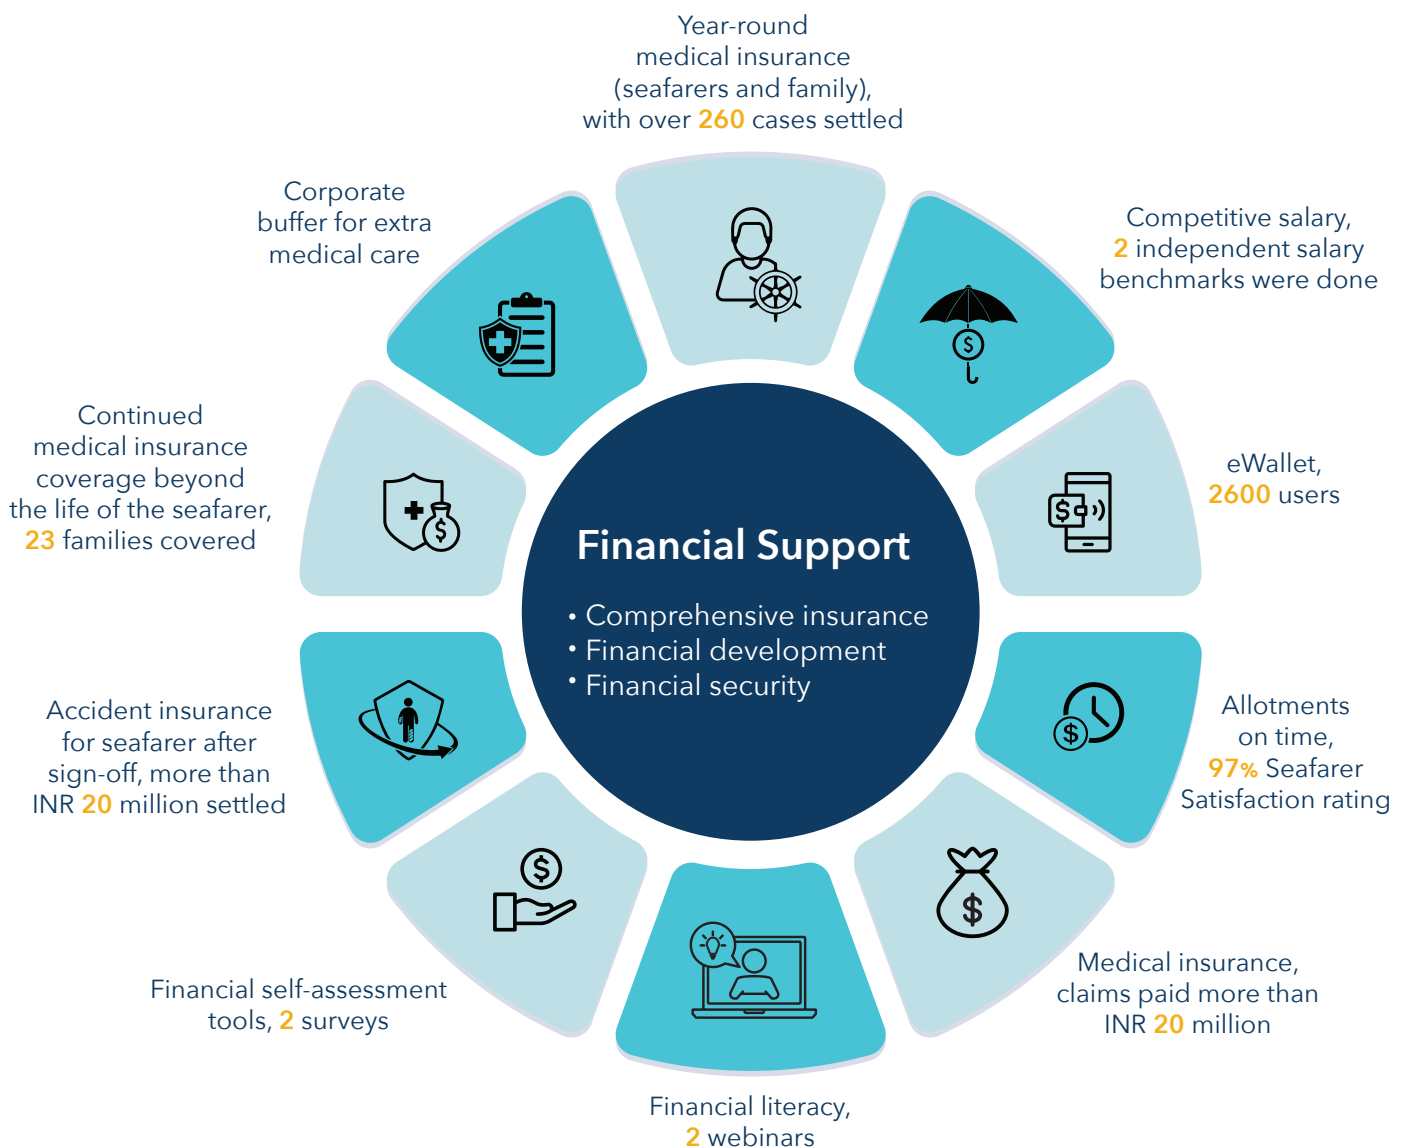 Year-round
medical insurance
(seafarers and family),
with over 260 cases settled
Competitive salary,
2 independent salary
benchmarks were done
eWallet,
2600 users
Allotments
on time,
97% Seafarer
Satisfaction rating
Medical insurance,
claims paid more than
INR 20 million
Financial literacy,
2 webinars
Financial self-assessment
tools, 2 surveys
Accident insurance
for seafarer after
sign-off, more than
INR 20 million settled
Continued
medical insurance
coverage beyond
the life of the seafarer,
23 families covered
Corporate
buffer for extra
medical care
Financial Support
• Comprehensive insurance
• Financial development
• Financial security
$
$
$
$
$
$